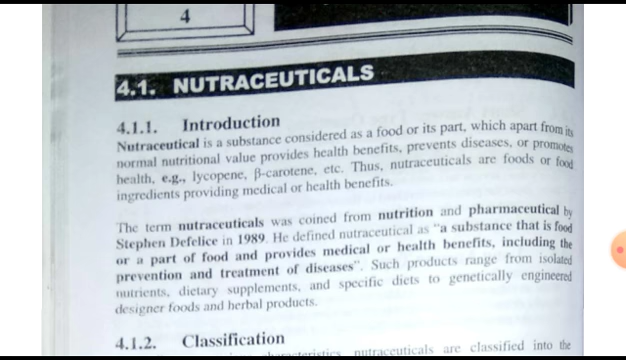 4
4.1. NUTRACEUTICALS
4.1.1. Introduction
Nutraceutical is a substance considered as a food or its part, which apart from its
normal nutritional value provides health benefits, prevents diseases, or promotes
health, e.g., lycopene, β-carotene, etc. Thus, nutraceuticals are foods or food
ingredients providing medical or health benefits.
The term nutraceuticals was coined from nutrition and pharmaceutical by
Stephen Defelice in 1989. He defined nutraceutical as "a substance that is food
or a part of food and provides medical or health benefits, including the
prevention and treatment of diseases". Such products range from isolated
nutrients, dietary supplements, and specific diets to genetically engineered
designer foods and herbal products.
4.1.2. Classification
nutraceuticals are classified into the